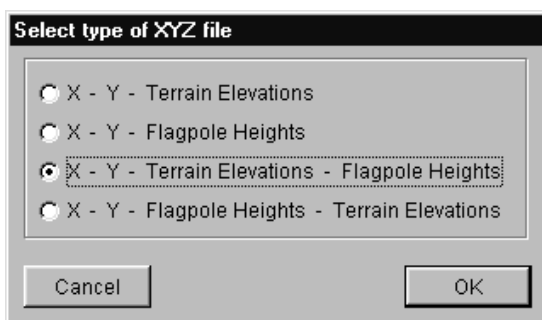 Select type of XYZ file
X - Y - Terrain Elevations
X - Y - Flagpole Heights
X - Y - Terrain Elevations - Flagpole Heights
X - Y - Flagpole Heights - Terrain Elevations
Cancel OK